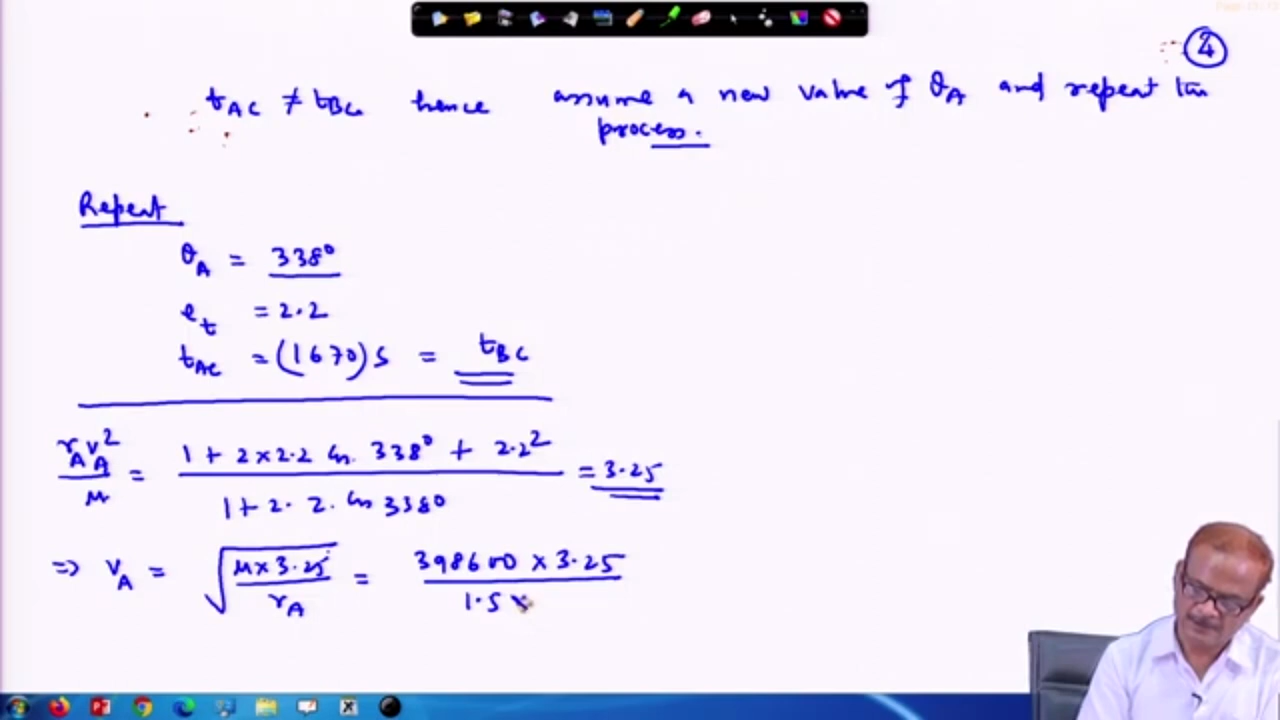 4
t_AC ≠ t_BC hence assume a new value of θ_A and repeat the
process.
Repeat
θ_A = 338°
e_t = 2.2
t_AC = (1670) s = t_BC
r_A v_A^2 / μ = (1 + 2 × 2.2 cos 338° + 2.2^2) / (1 + 2.2. cos 338°) = 3.25
⇒ v_A = √(μ × 3.25 / r_A) = 398600 × 3.25 / 1.5 ×